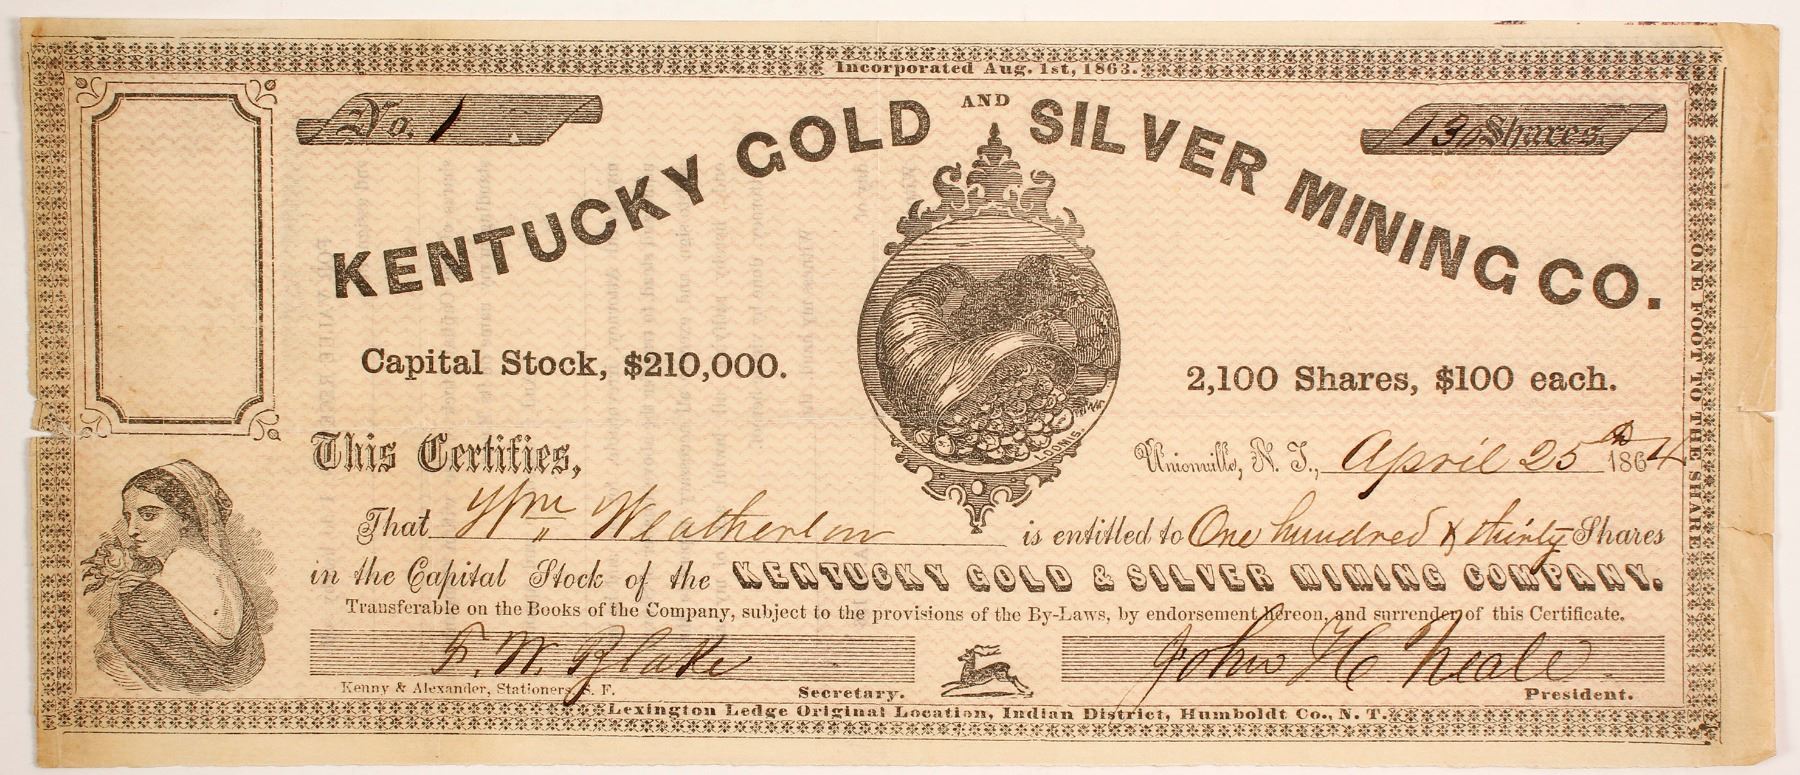 Incorporated Aug. 1st, 1863.
No. 1
130 Shares.
KENTUCKY GOLD AND SILVER MINING CO.
Capital Stock, $210,000.
2,100 Shares, $100 each.
This Certifies,
Unionville, N. T., April 25th 1864
That Wm Weatherlow is entitled to One hundred & thirty Shares
in the Capital Stock of the KENTUCKY GOLD & SILVER MINING COMPANY.
Transferable on the Books of the Company, subject to the provisions of the By-Laws, by endorsement hereon, and surrender of this Certificate.
F. W. Blake
John H C Neale
Kenny & Alexander, Stationers, S. F.
Secretary.
President.
Lexington Ledge Original Location, Indian District, Humboldt Co., N. T.
ONE FOOT TO THE SHARE